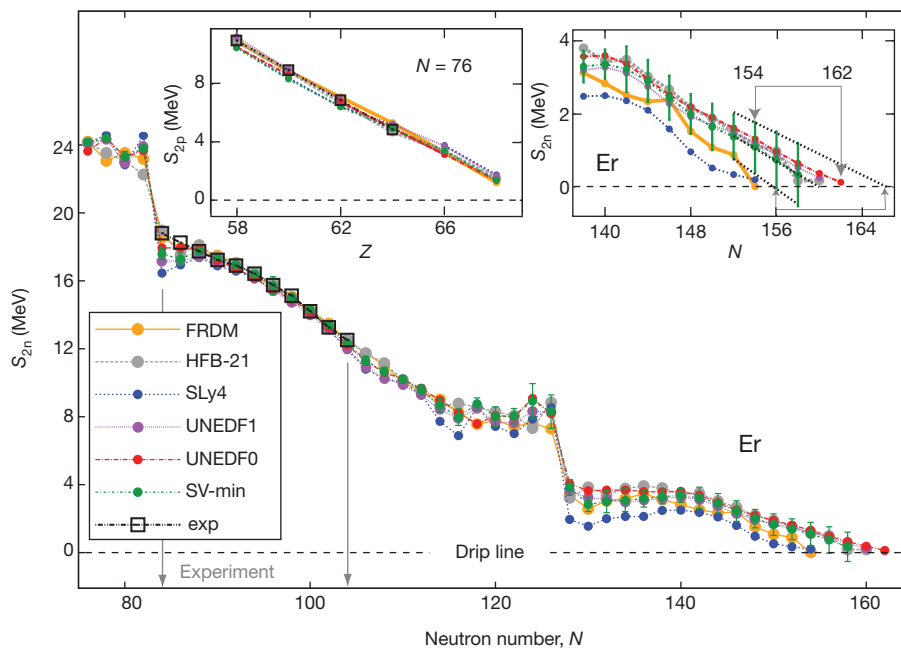 24
20
16
12
8
4
0
S2n (MeV)
80
100
120
140
160
Neutron number, N
FRDM
HFB-21
SLy4
UNEDF1
UNEDF0
SV-min
exp
Experiment
Drip line
Er
8
4
0
S2p (MeV)
58
62
66
Z
N = 76
4
2
0
S2n (MeV)
140
148
156
164
N
Er
154
162